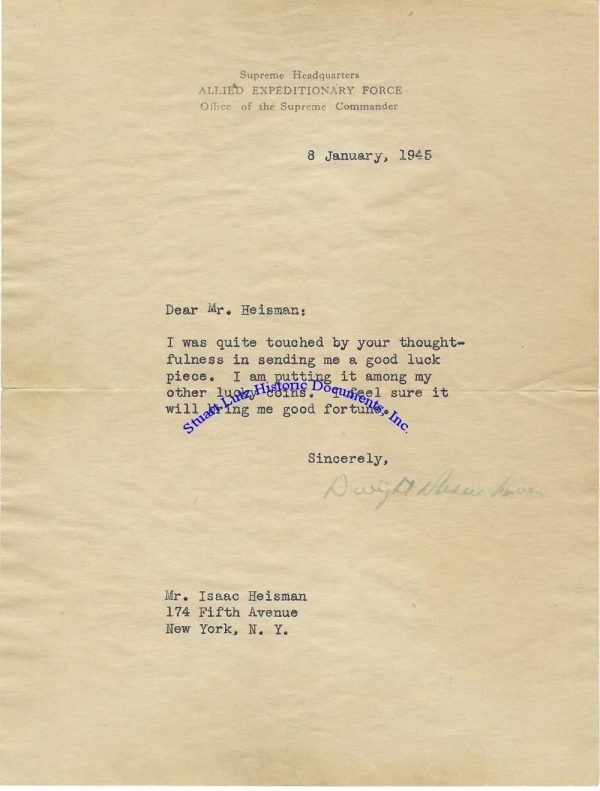 Supreme Headquarters
ALLIED EXPEDITIONARY FORCE
Office of the Supreme Commander
8 January, 1945
Dear Mr. Heisman:
I was quite touched by your thought-
fulness in sending me a good luck
piece. I am putting it among my
other lucky coins. I feel sure it
will bring me good fortune.
Stuart Lutz Historic Documents, Inc.
Sincerely,
Dwight D Eisenhower
Mr. Isaac Heisman
174 Fifth Avenue
New York, N. Y.